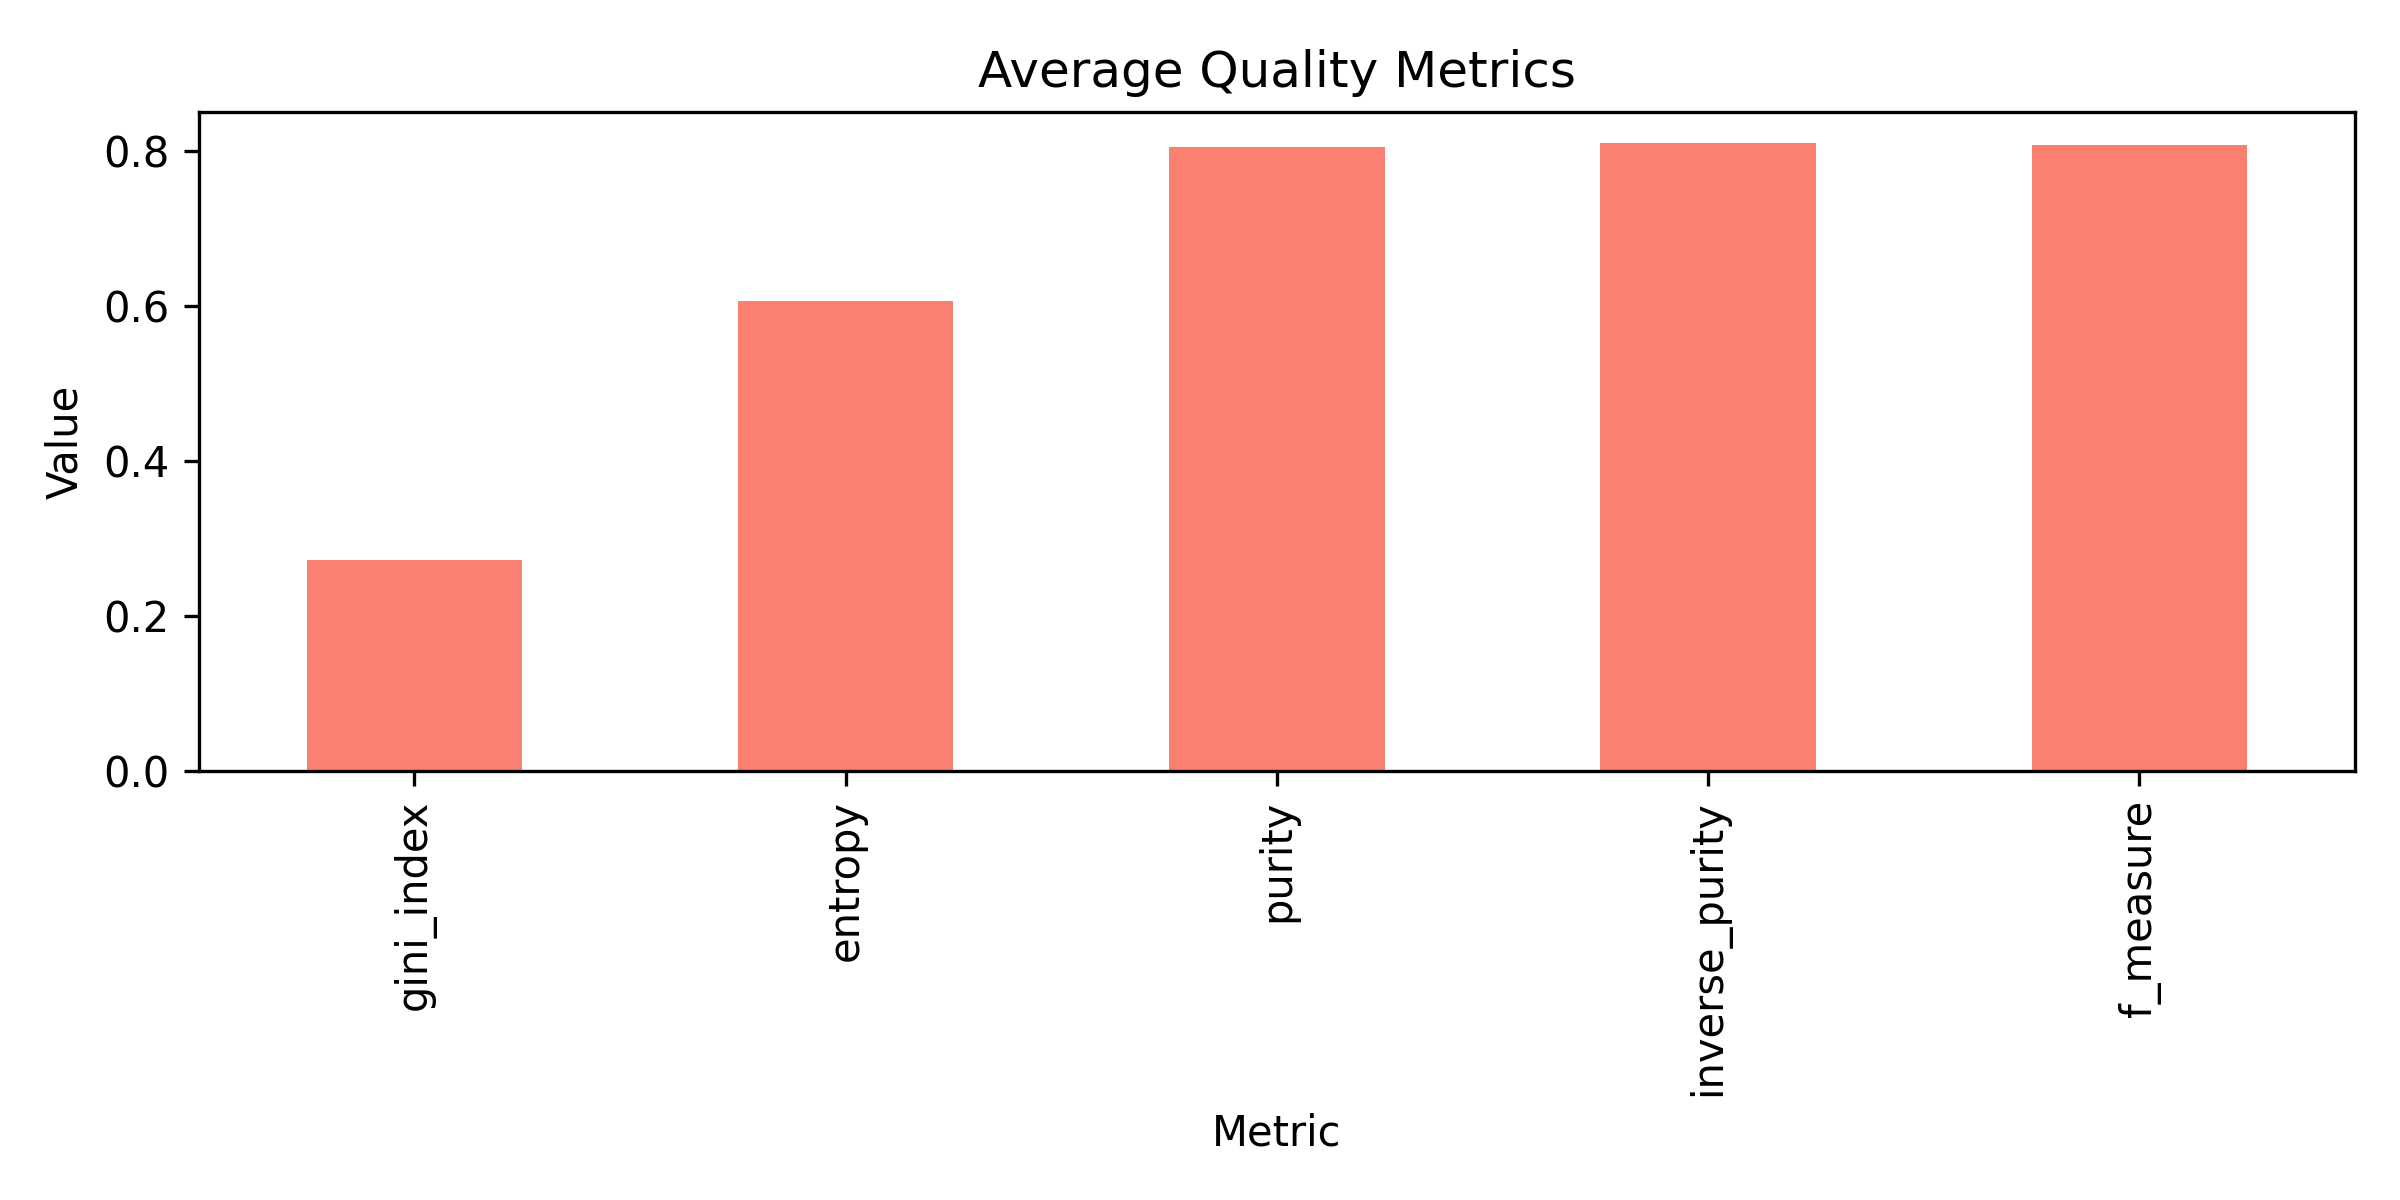 Average Quality Metrics
Value
0.8
0.6
0.4
0.2
0.0
gini_index
entropy
purity
inverse_purity
f_measure
Metric